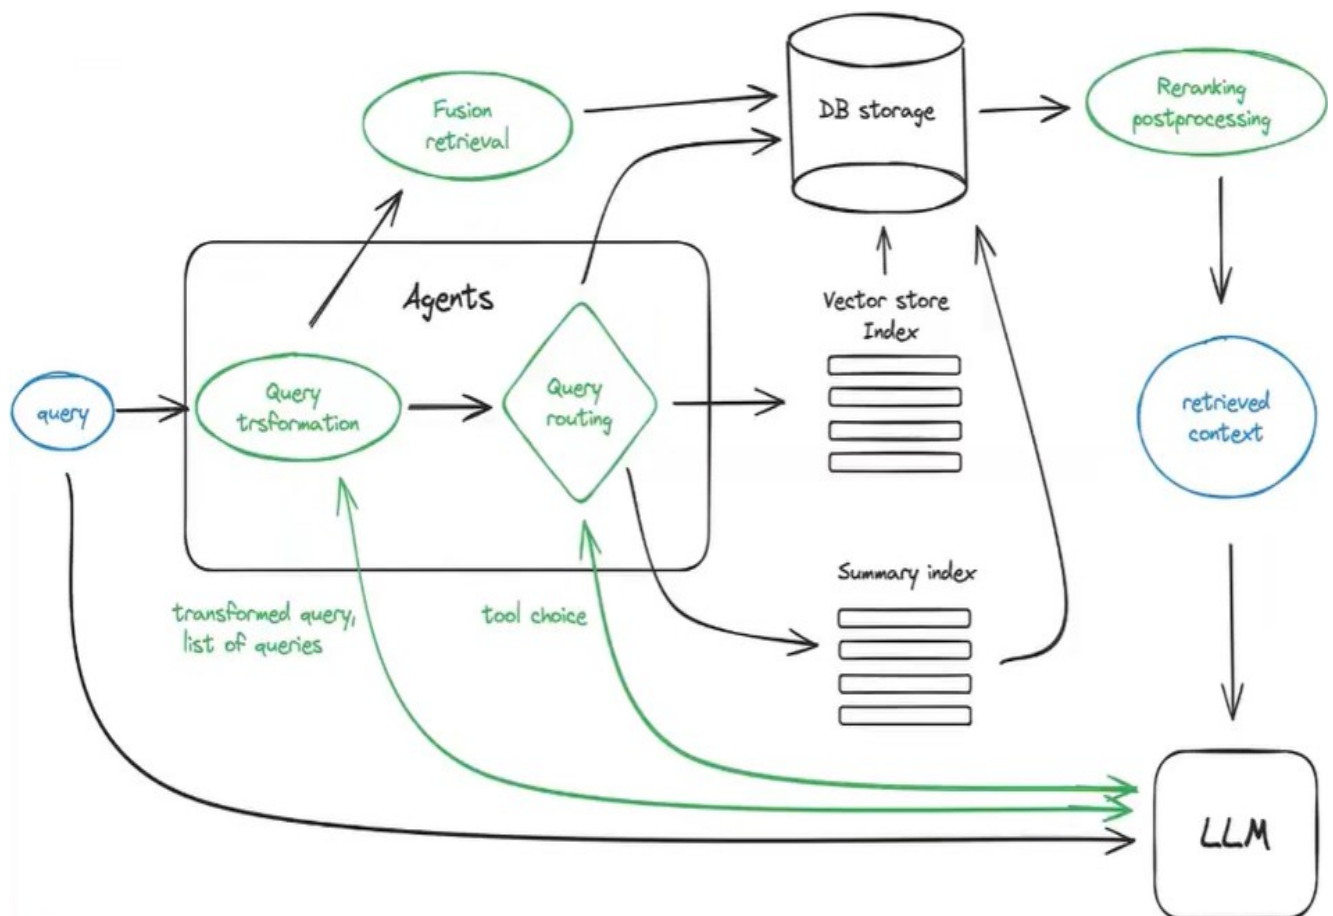 Fusion
retrieval
DB storage
Reranking
postprocessing
Agents
Vector store
Index
query
Query
trsformation
Query
routing
retrieved
context
Summary index
transformed query,
list of queries
tool choice
LLM